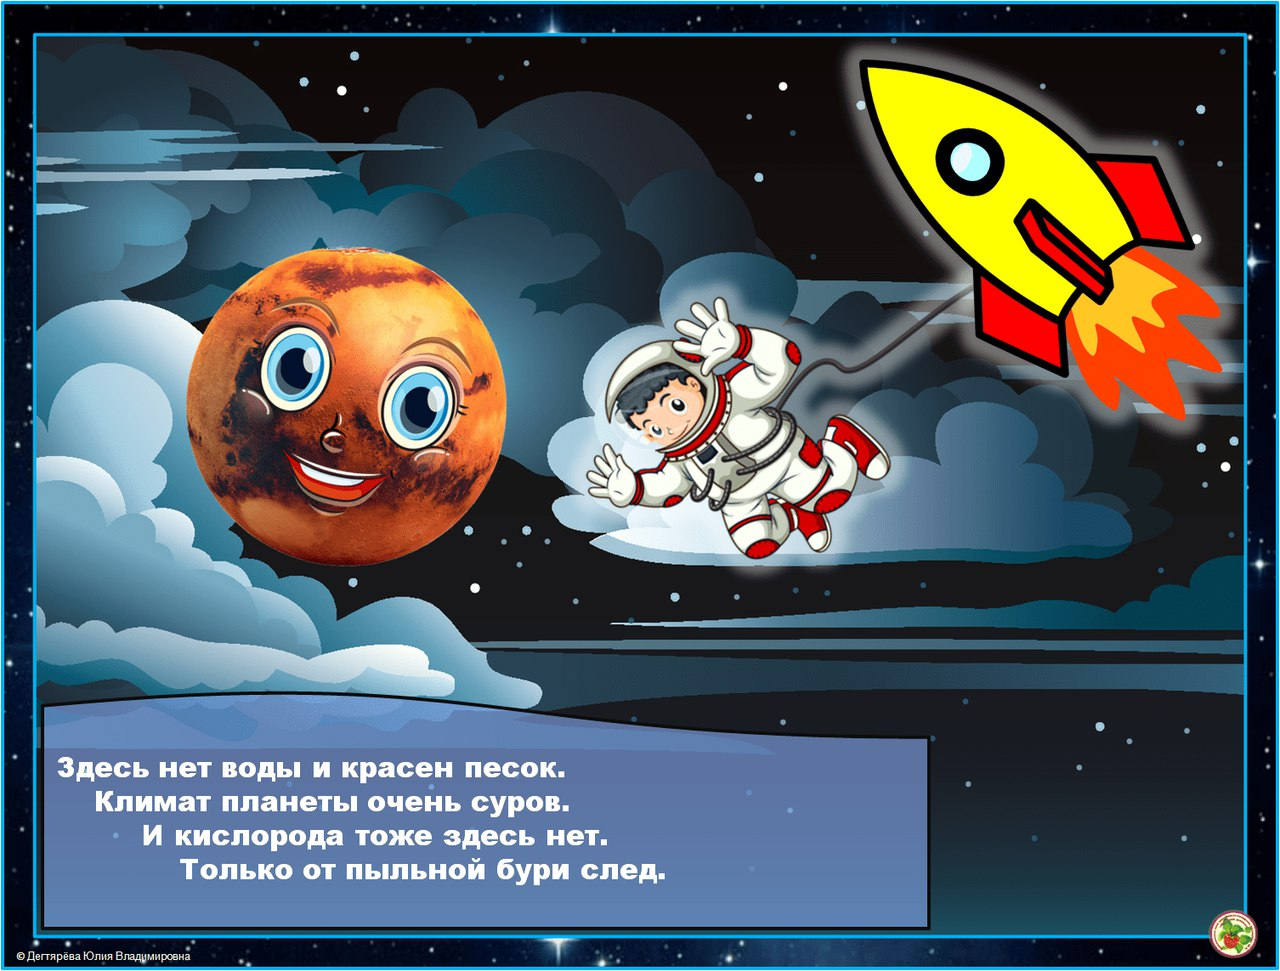 Здесь нет воды и красен песок.
Климат планеты очень суров.
И кислорода тоже здесь нет.
Только от пыльной бури след.
© Дегтярёва Юлия Владимировна